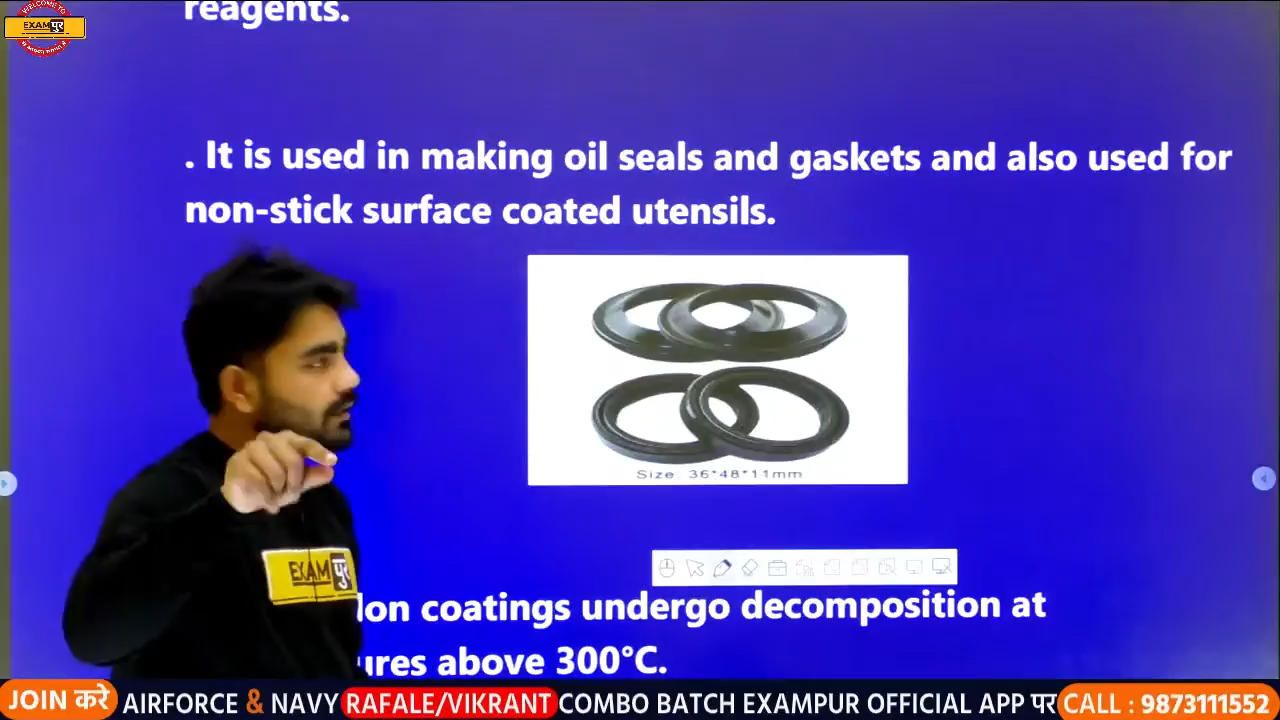 WELCOME TO
EXAMपुर
reagents.
. It is used in making oil seals and gaskets and also used for
non-stick surface coated utensils.
Size: 36*48*11mm
EXAMपुर
lon coatings undergo decomposition at
ures above 300°C.
JOIN करे AIRFORCE & NAVY RAFALE/VIKRANT COMBO BATCH EXAMPUR OFFICIAL APP पर CALL : 9873111552